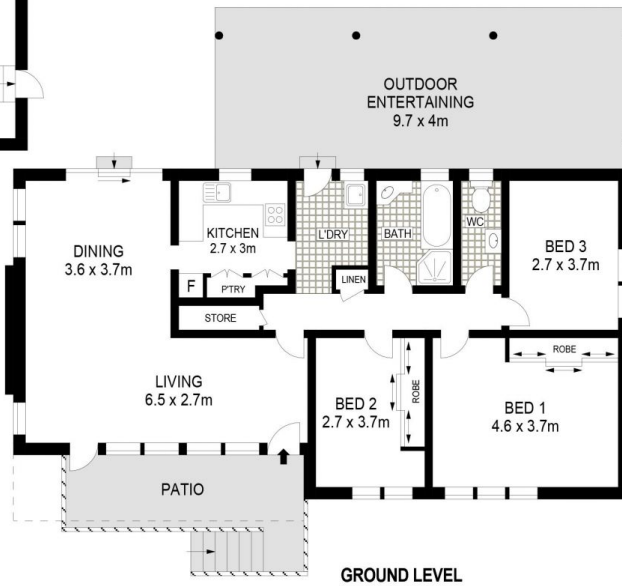 OUTDOOR
ENTERTAINING
9.7 x 4m
DINING
3.6 x 3.7m
KITCHEN
2.7 x 3m
F
P'TRY
STORE
L'DRY
LINEN
BATH
WC
BED 3
2.7 x 3.7m
LIVING
6.5 x 2.7m
BED 2
2.7 x 3.7m
ROBE
ROBE
BED 1
4.6 x 3.7m
PATIO
GROUND LEVEL